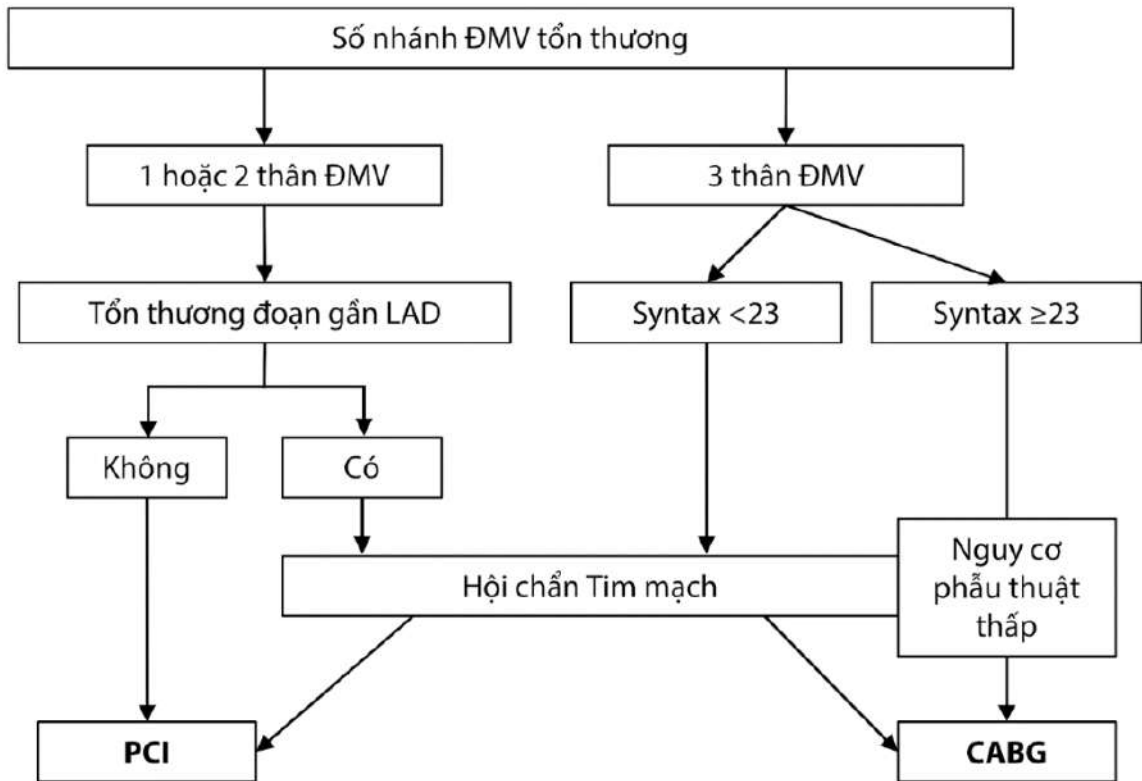 Số nhánh ĐMV tổn thương
1 hoặc 2 thân ĐMV
3 thân ĐMV
Tổn thương đoạn gần LAD
Syntax <23
Syntax ≥23
Không
Có
Hội chẩn Tim mạch
Nguy cơ
phẫu thuật
thấp
PCI
CABG